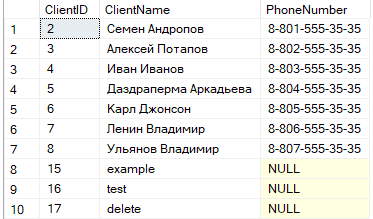 ClientID ClientName PhoneNumber
1 2 Семен Андропов 8-801-555-35-35
2 3 Алексей Потапов 8-802-555-35-35
3 4 Иван Иванов 8-803-555-35-35
4 5 Даздраперма Аркадьева 8-804-555-35-35
5 6 Карл Джонсон 8-805-555-35-35
6 7 Ленин Владимир 8-806-555-35-35
7 8 Ульянов Владимир 8-807-555-35-35
8 15 example NULL
9 16 test NULL
10 17 delete NULL